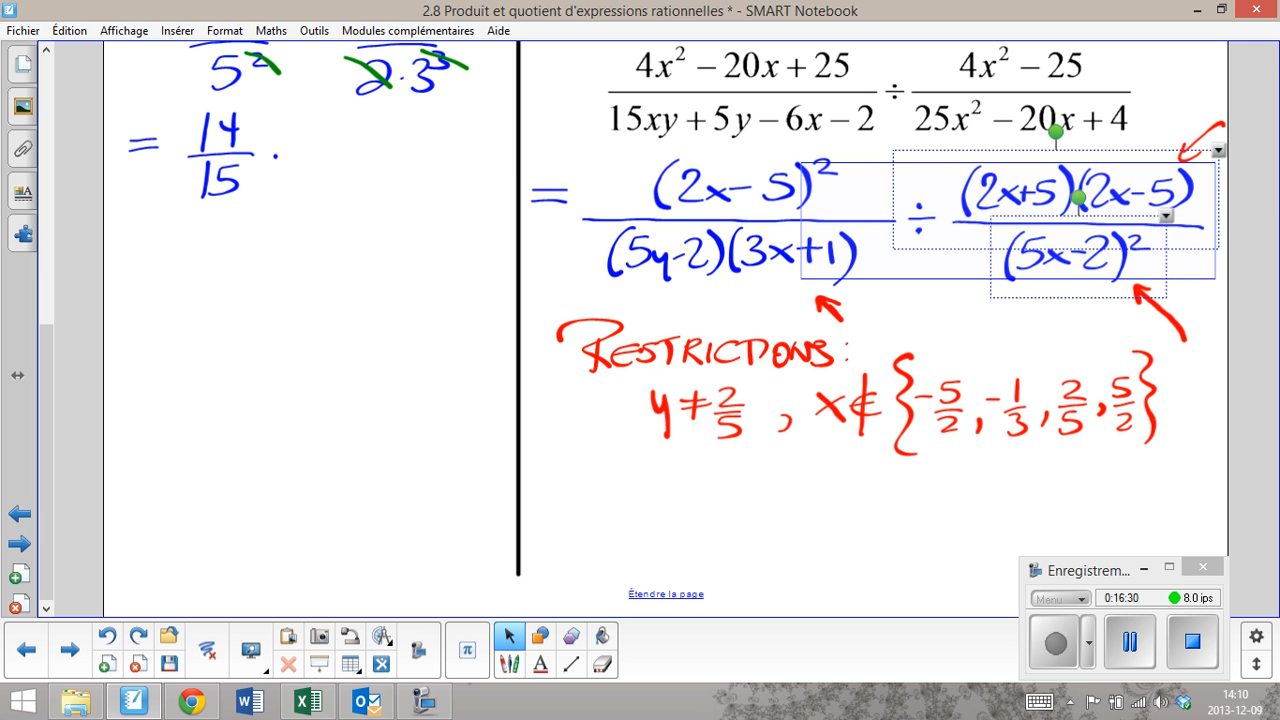 2.8 Produit et quotient d'expressions rationnelles * - SMART Notebook
Fichier Édition Affichage Insérer Format Maths Outils Modules complémentaires Aide
5² 2·3³
= 14/15 ·
(4x² − 20x + 25)/(15xy + 5y − 6x − 2) ÷ (4x² − 25)/(25x² − 20x + 4)
= (2x-5)²/((5y-2)(3x+1)) ÷ ((2x+5)(2x-5))/(5x-2)²
RESTRICTIONS:
y ≠ 2/5 , x ∉ {-5/2, -1/3, 2/5, 5/2}
Étendre la page
Enregistrem...
Menu 0:16:30 8.0 ips
14:10
2013-12-09